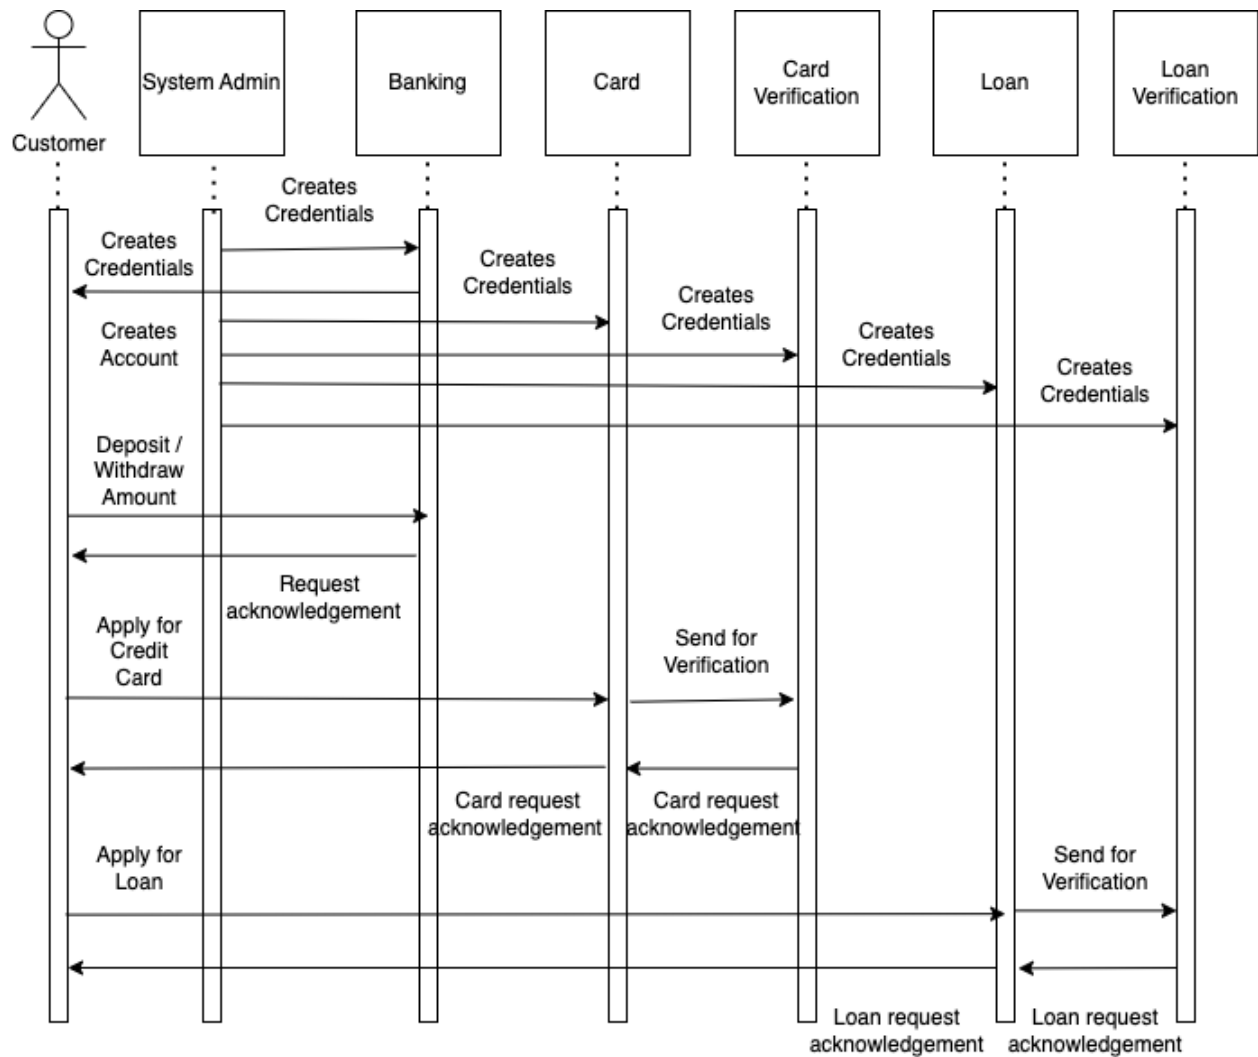 Customer
System Admin
Banking
Card
Card
Verification
Loan
Loan
Verification
Creates
Credentials
Creates
Credentials
Creates
Credentials
Creates
Credentials
Creates
Account
Creates
Credentials
Creates
Credentials
Deposit /
Withdraw
Amount
Request
acknowledgement
Apply for
Credit
Card
Send for
Verification
Card request
acknowledgement
Card request
acknowledgement
Apply for
Loan
Send for
Verification
Loan request
acknowledgement
Loan request
acknowledgement